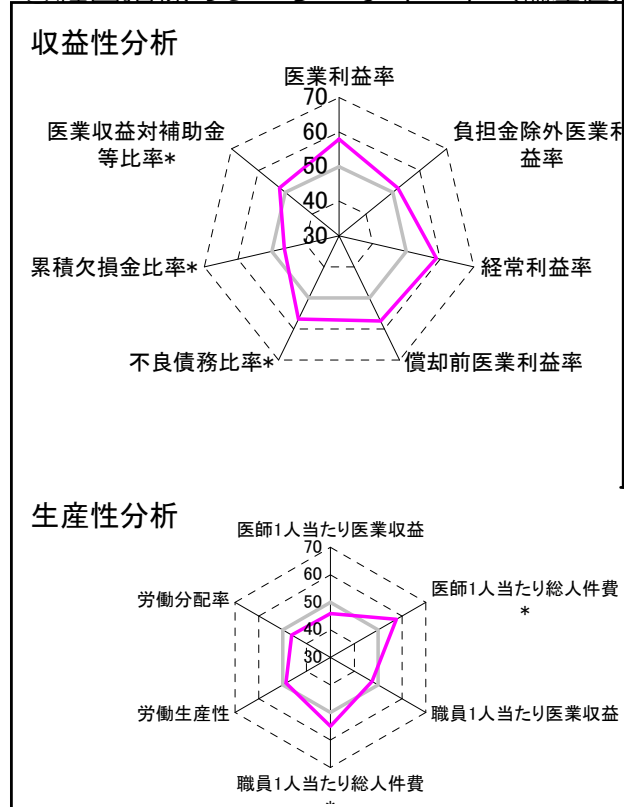 収益性分析
医業利益率
70
60
50
40
30
負担金除外医業利
益率
経常利益率
償却前医業利益率
不良債務比率*
累積欠損金比率*
医業収益対補助金
等比率*
生産性分析
医師1人当たり医業収益
70
60
50
40
30
医師1人当たり総人件費
*
職員1人当たり医業収益
職員1人当たり総人件費
*
労働生産性
労働分配率